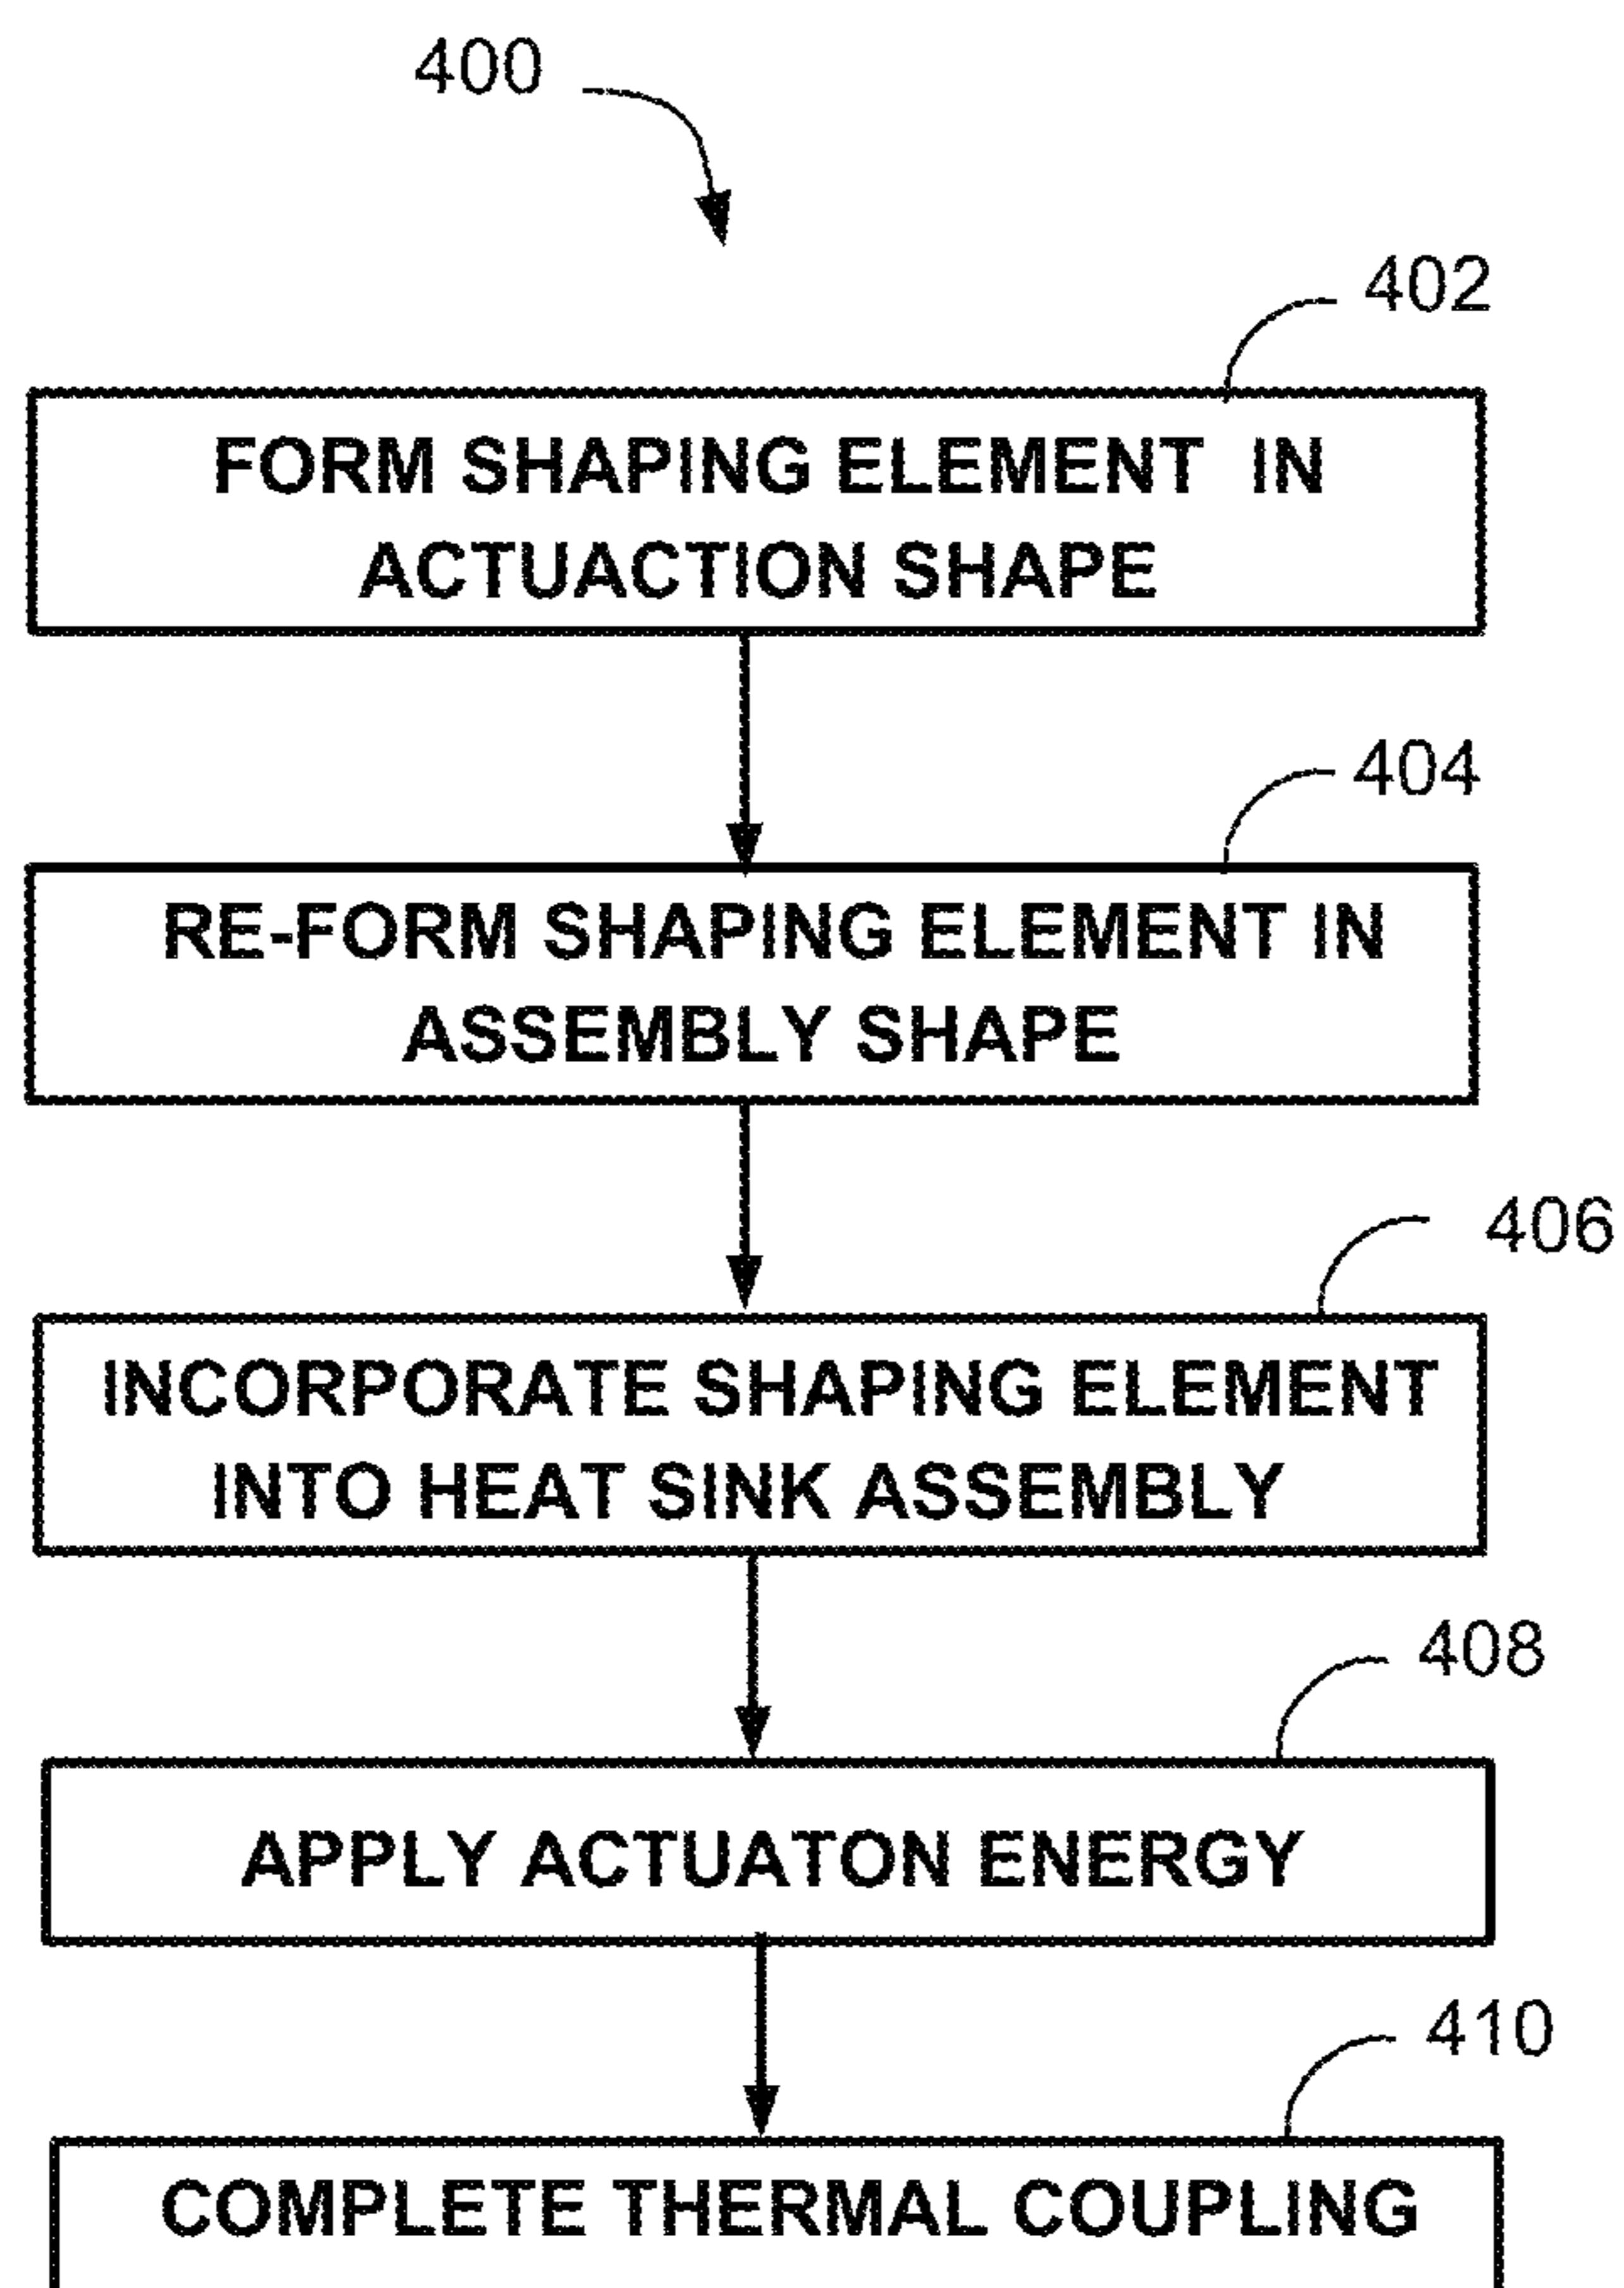 400
402
FORM SHAPING ELEMENT IN
ACTUACTION SHAPE
404
RE-FORM SHAPING ELEMENT IN
ASSEMBLY SHAPE
406
INCORPORATE SHAPING ELEMENT
INTO HEAT SINK ASSEMBLY
408
APPLY ACTUATON ENERGY
410
COMPLETE THERMAL COUPLING